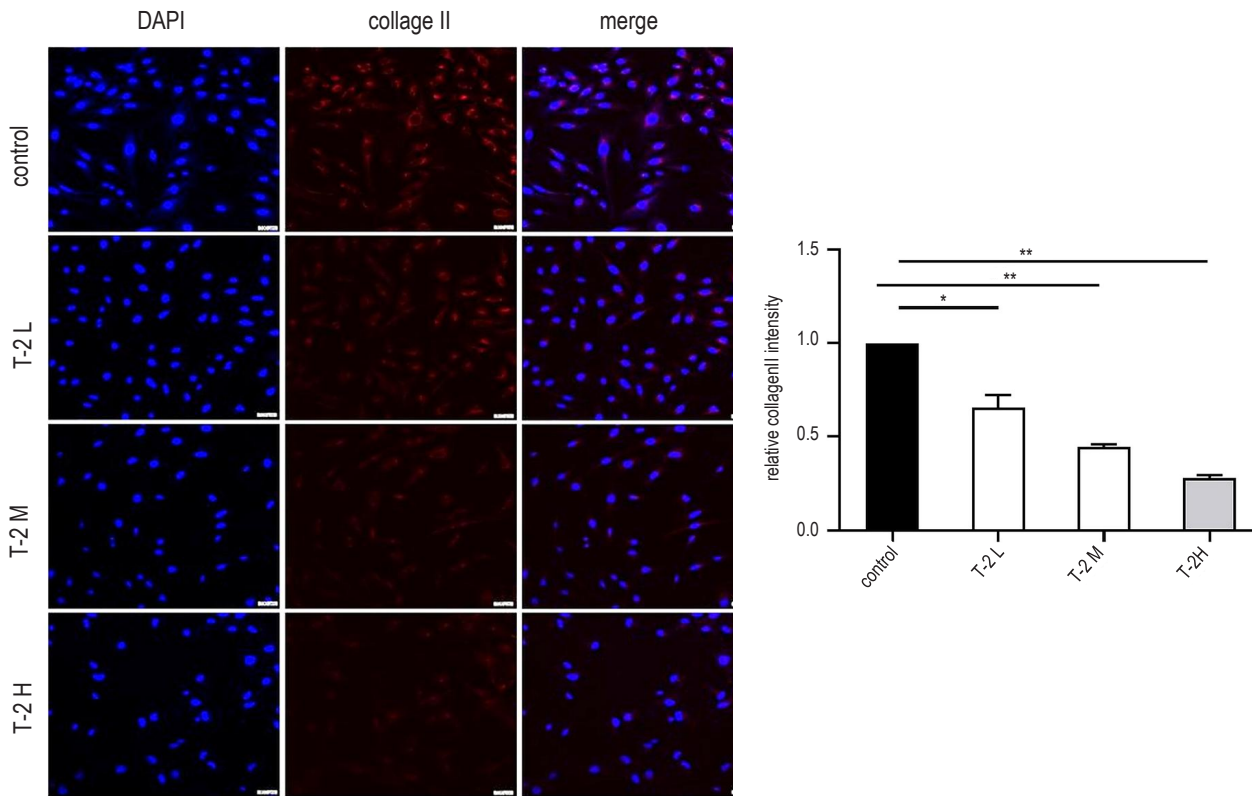 DAPI collage II merge
control
T-2 L
T-2 M
T-2 H
relative collagenII intensity
1.5
1.0
0.5
0.0
**
**
*
control T-2 L T-2 M T-2H